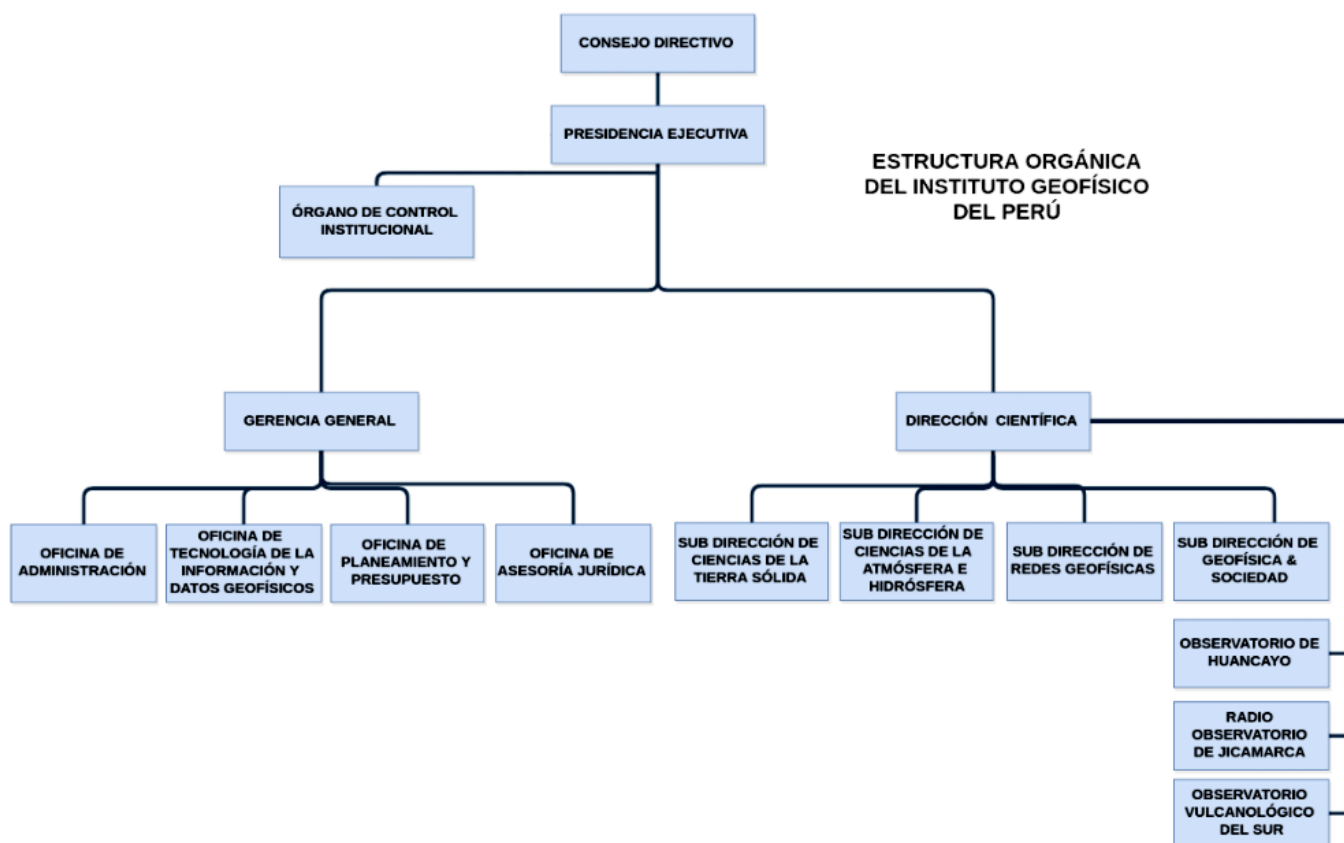 CONSEJO DIRECTIVO
PRESIDENCIA EJECUTIVA
ESTRUCTURA ORGÁNICA
DEL INSTITUTO GEOFÍSICO
DEL PERÚ
ÓRGANO DE CONTROL
INSTITUCIONAL
GERENCIA GENERAL
DIRECCIÓN CIENTÍFICA
OFICINA DE
ADMINISTRACIÓN
OFICINA DE
TECNOLOGÍA DE LA
INFORMACIÓN Y
DATOS GEOFÍSICOS
OFICINA DE
PLANEAMIENTO Y
PRESUPUESTO
OFICINA DE
ASESORÍA JURÍDICA
SUB DIRECCIÓN DE
CIENCIAS DE LA
TIERRA SÓLIDA
SUB DIRECCIÓN DE
CIENCIAS DE LA
ATMÓSFERA E
HIDRÓSFERA
SUB DIRECCIÓN DE
REDES GEOFÍSICAS
SUB DIRECCIÓN DE
GEOFÍSICA &
SOCIEDAD
OBSERVATORIO DE
HUANCAYO
RADIO
OBSERVATORIO
DE JICAMARCA
OBSERVATORIO
VULCANOLÓGICO
DEL SUR